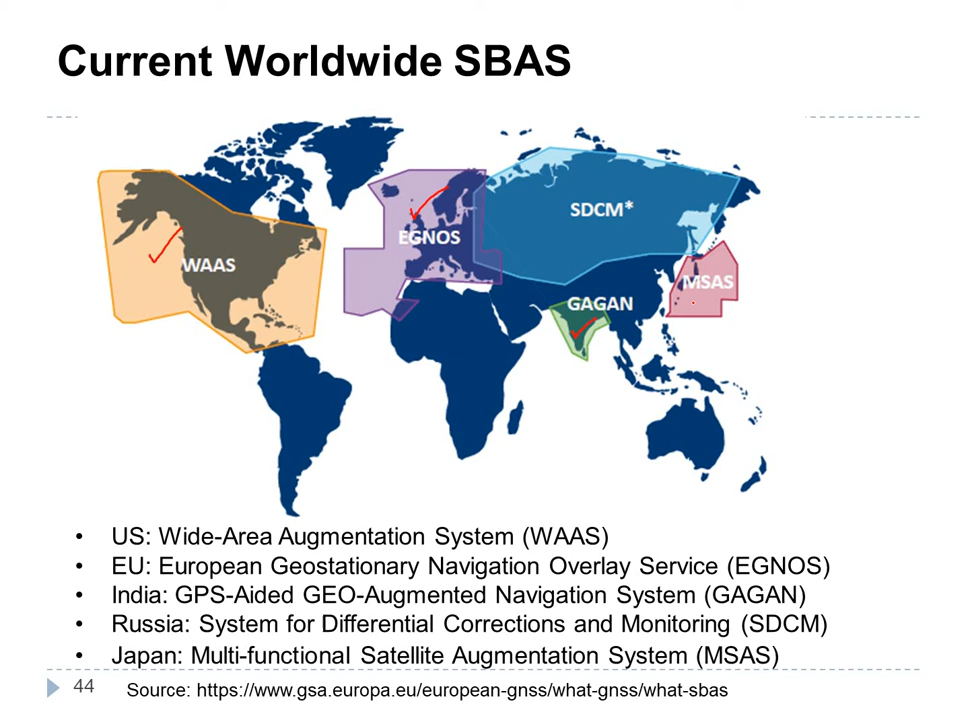 Current Worldwide SBAS
SDCM*
EGNOS
WAAS
MSAS
GAGAN
• US: Wide-Area Augmentation System (WAAS)
• EU: European Geostationary Navigation Overlay Service (EGNOS)
• India: GPS-Aided GEO-Augmented Navigation System (GAGAN)
• Russia: System for Differential Corrections and Monitoring (SDCM)
• Japan: Multi-functional Satellite Augmentation System (MSAS)
44 Source: https://www.gsa.europa.eu/european-gnss/what-gnss/what-sbas